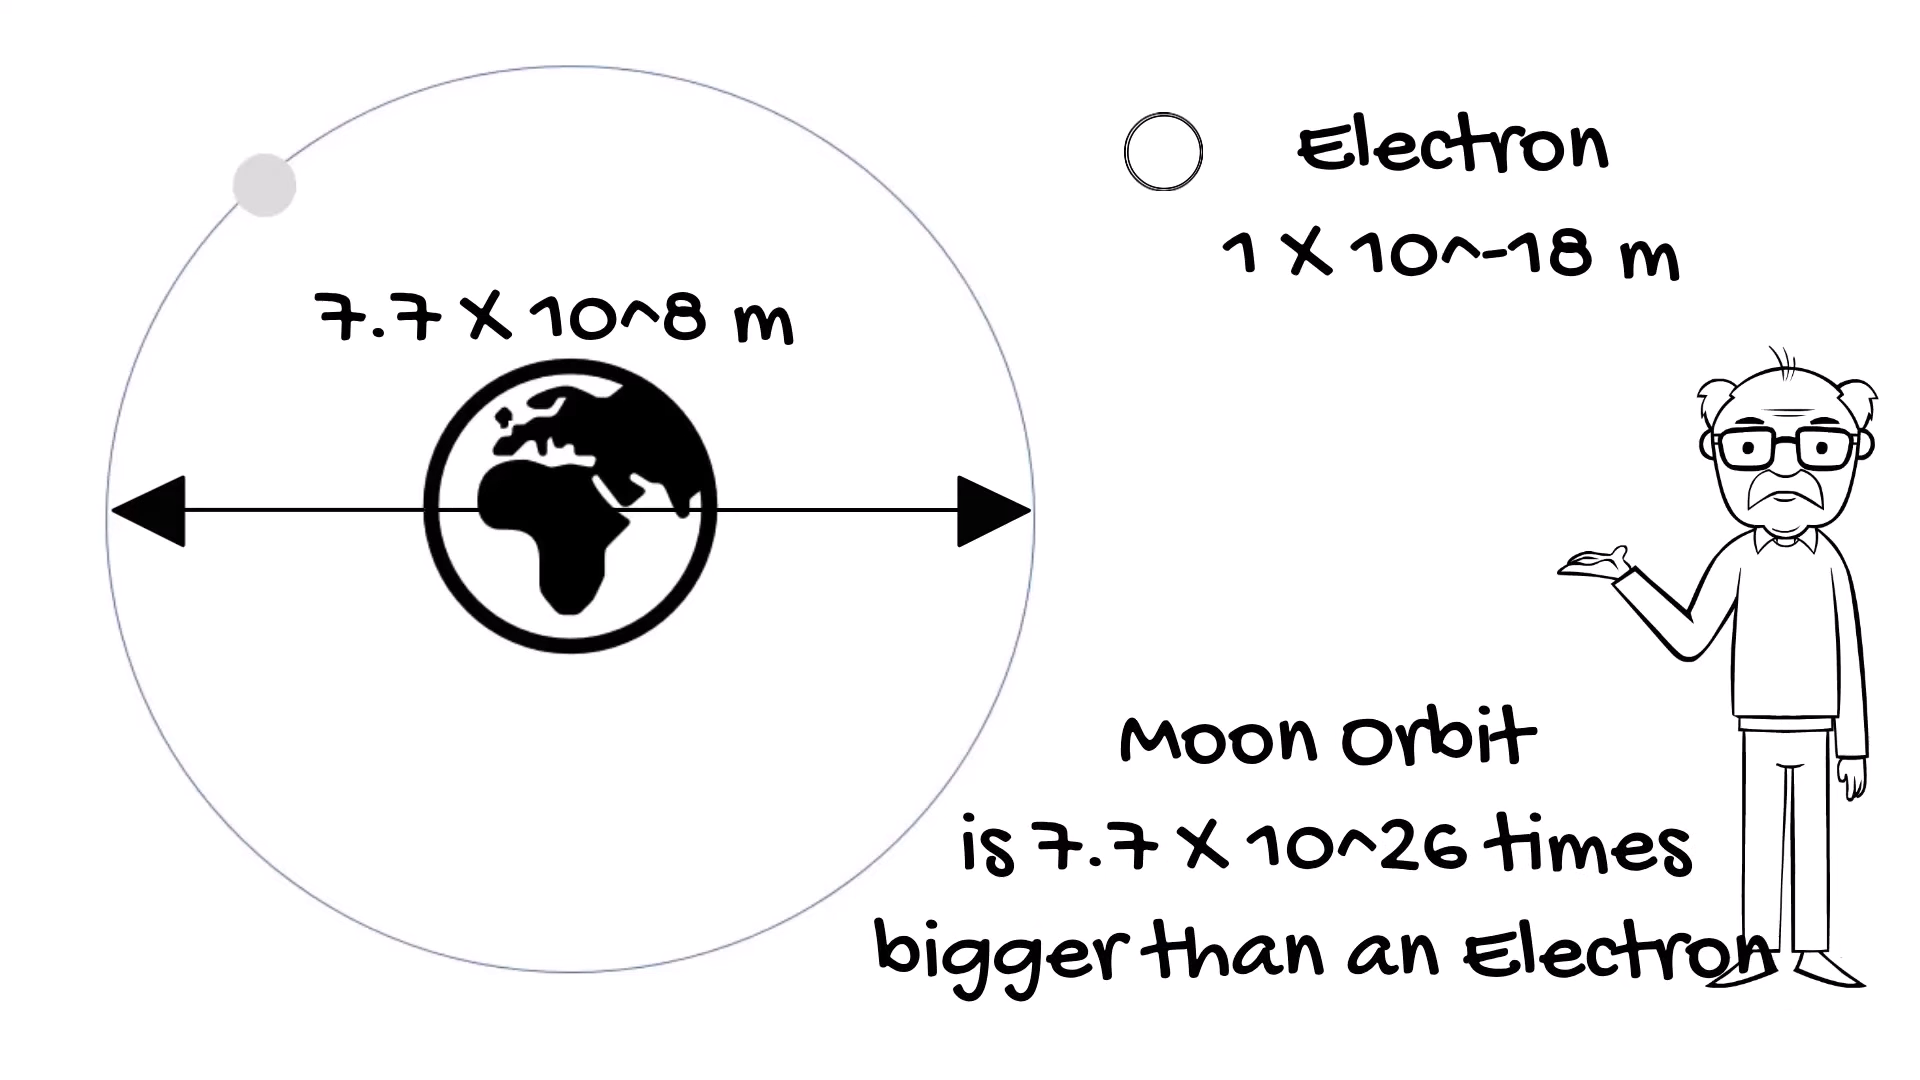 Electron
1 X 10^-18 m
7.7 X 10^8 m
Moon Orbit
is 7.7 X 10^26 times
bigger than an Electron